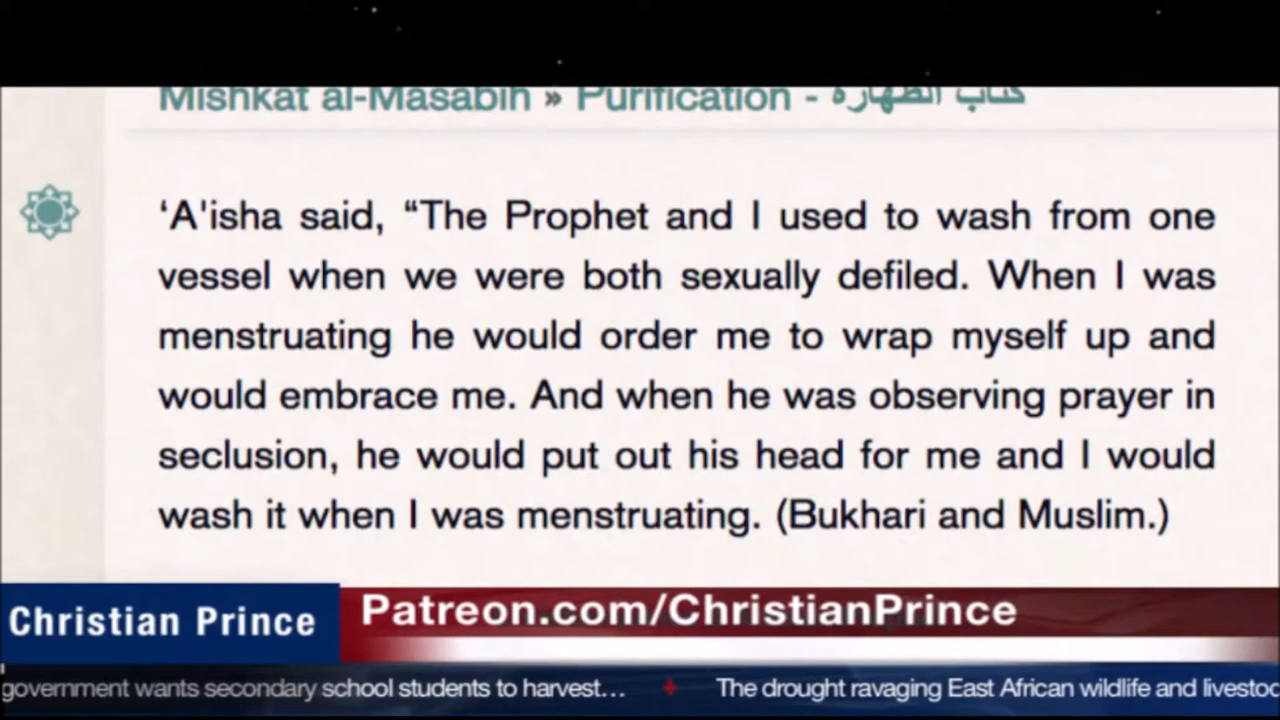 Mishkat al-Masabih » Purification - كتاب الطهارة
‘A'isha said, “The Prophet and I used to wash from one
vessel when we were both sexually defiled. When I was
menstruating he would order me to wrap myself up and
would embrace me. And when he was observing prayer in
seclusion, he would put out his head for me and I would
wash it when I was menstruating. (Bukhari and Muslim.)
Christian Prince
Patreon.com/ChristianPrince
government wants secondary school students to harvest... ♦ The drought ravaging East African wildlife and livestoc